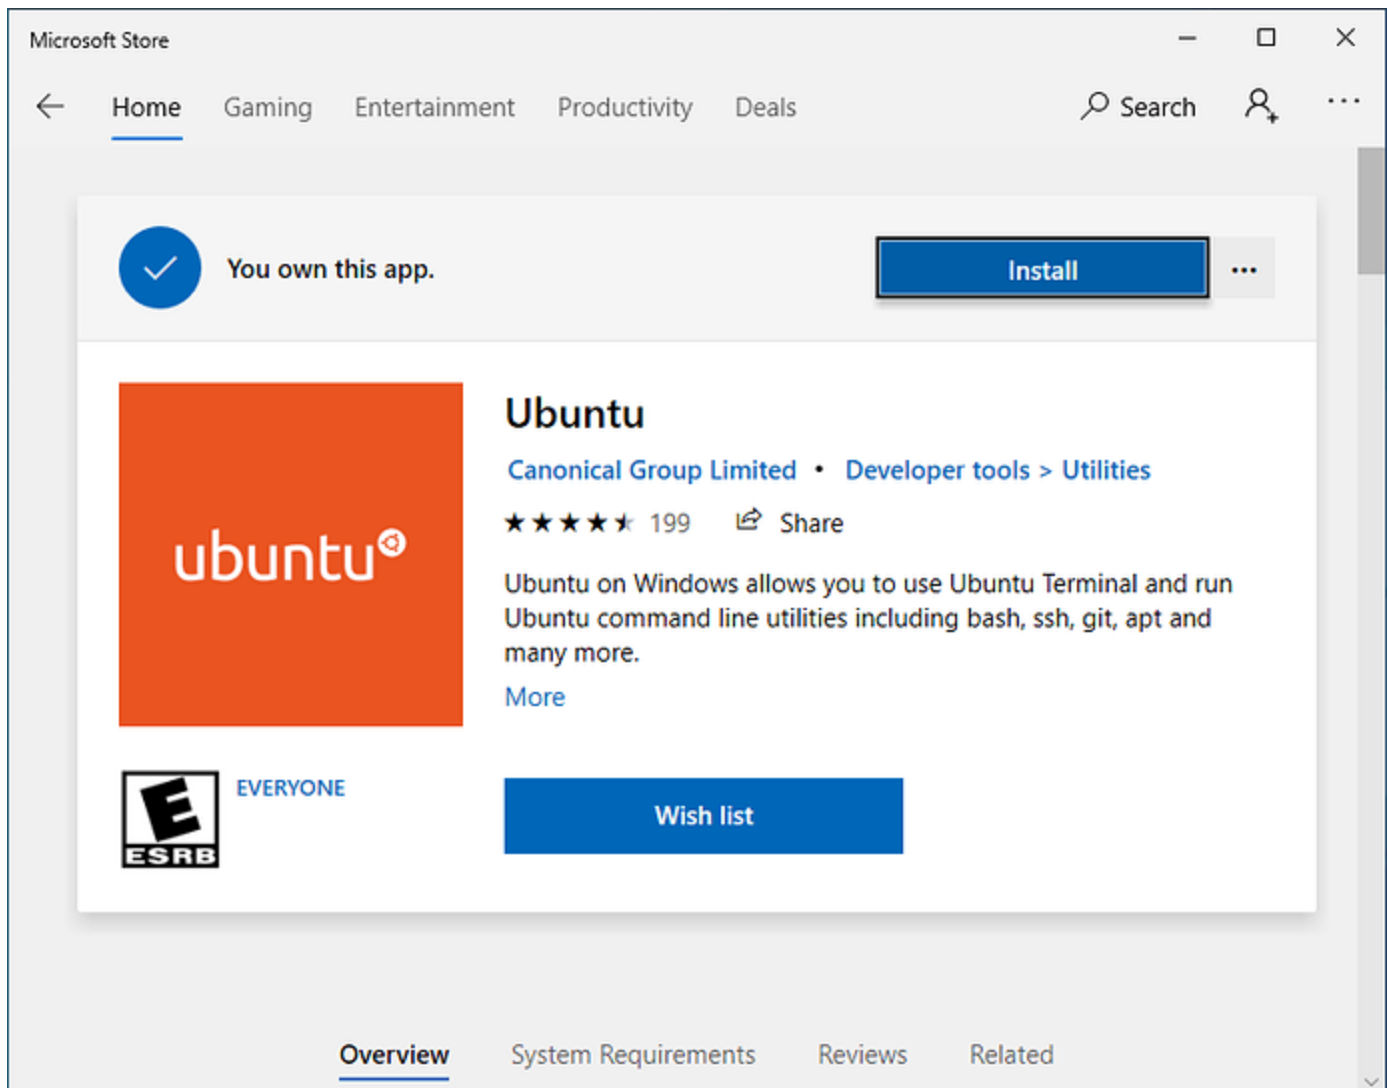 Microsoft Store
Home Gaming Entertainment Productivity Deals Search
You own this app.
Install
ubuntu
Ubuntu
Canonical Group Limited • Developer tools > Utilities
199 Share
Ubuntu on Windows allows you to use Ubuntu Terminal and run
Ubuntu command line utilities including bash, ssh, git, apt and
many more.
More
E
ESRB
EVERYONE
Wish list
Overview System Requirements Reviews Related